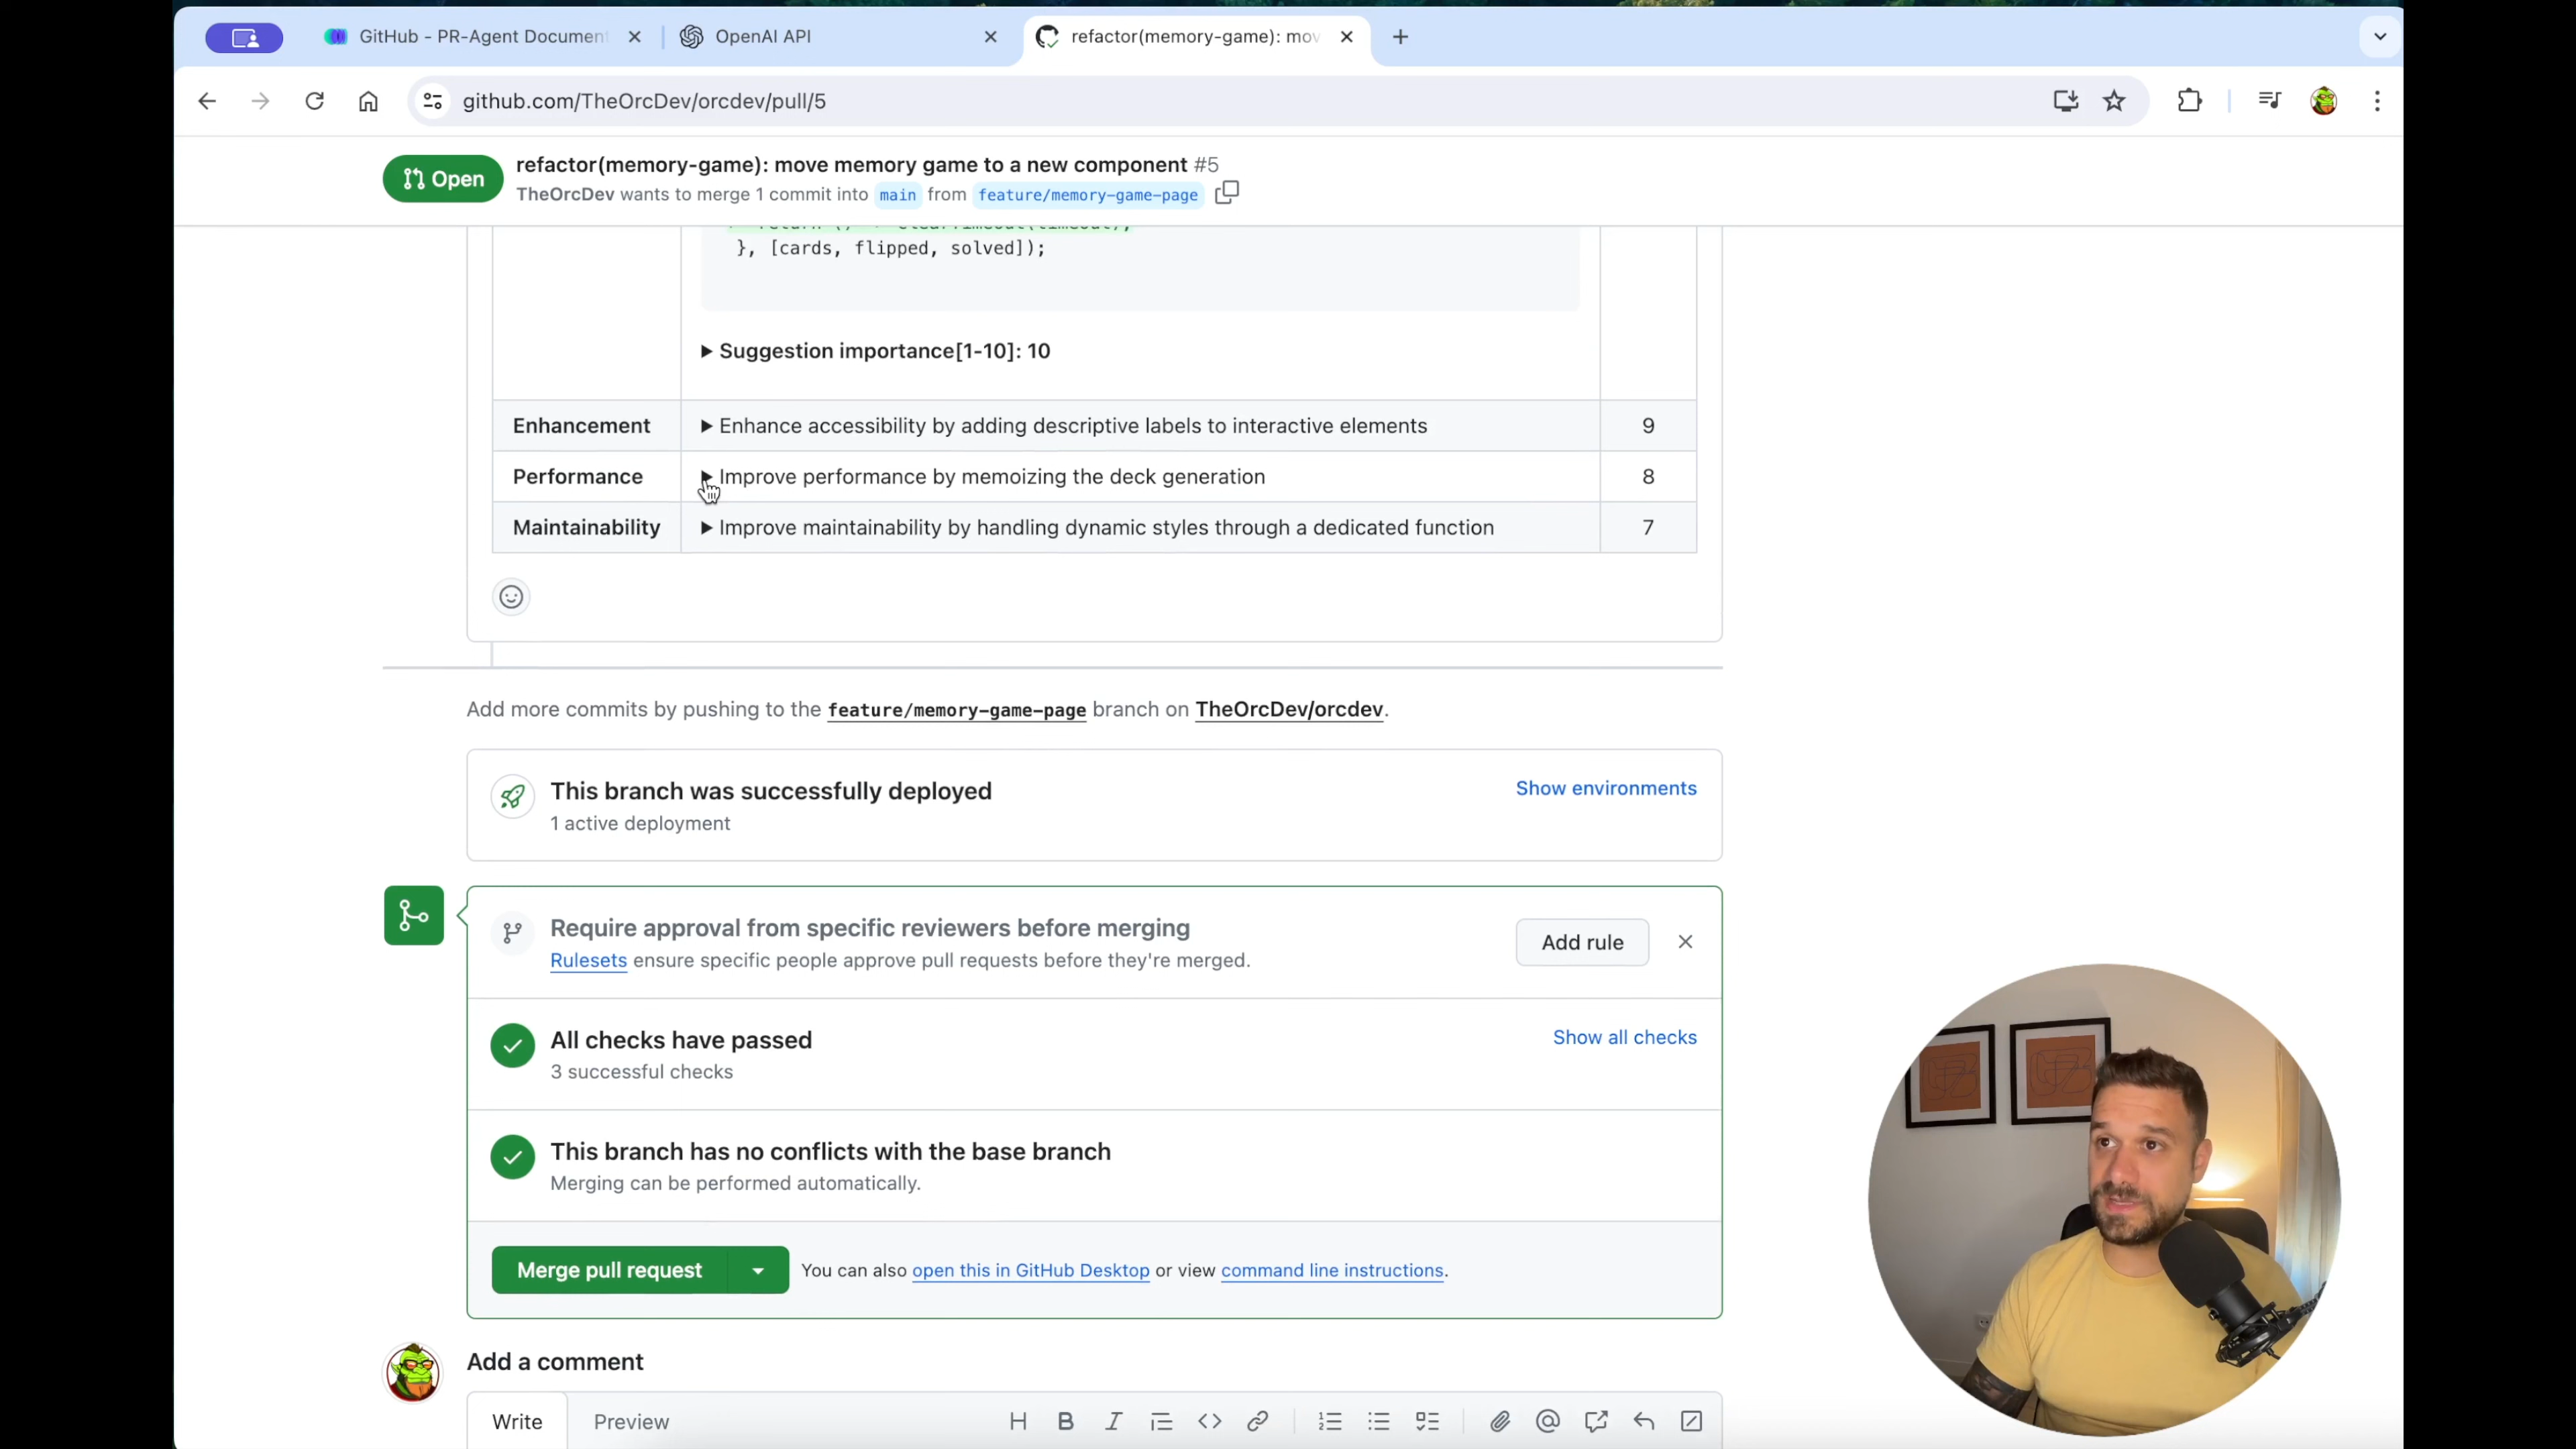 GitHub - PR-Agent Document
OpenAI API
refactor(memory-game): mov
github.com/TheOrcDev/orcdev/pull/5
Open
refactor(memory-game): move memory game to a new component #5
TheOrcDev wants to merge 1 commit into main from feature/memory-game-page
}, [cards, flipped, solved]);
Suggestion importance[1-10]: 10
Enhancement Enhance accessibility by adding descriptive labels to interactive elements 9
Performance Improve performance by memoizing the deck generation 8
Maintainability Improve maintainability by handling dynamic styles through a dedicated function 7
Add more commits by pushing to the feature/memory-game-page branch on TheOrcDev/orcdev.
This branch was successfully deployed
Show environments
1 active deployment
Require approval from specific reviewers before merging
Add rule
Rulesets ensure specific people approve pull requests before they're merged.
All checks have passed
Show all checks
3 successful checks
This branch has no conflicts with the base branch
Merging can be performed automatically.
Merge pull request
You can also open this in GitHub Desktop or view command line instructions.
Add a comment
Write Preview